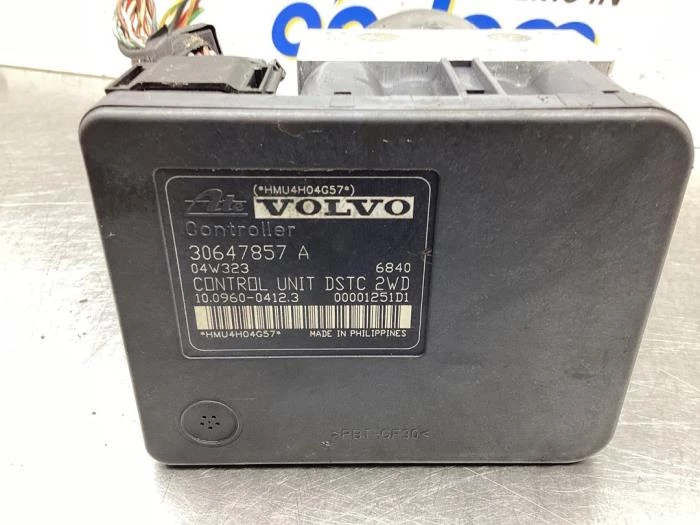 (*HMU4H04G57*)
Ate VOLVO
Controller
30647857 A
04W323 6840
CONTROL UNIT DSTC 2WD
10.0960-0412.3 00001251D1
*HMU4H04G57* MADE IN PHILIPPINES
>PBT-GF30<